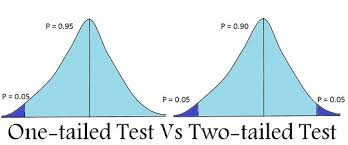 P = 0.95
P = 0.05
P = 0.90
P = 0.05
P = 0.05
One-tailed Test Vs Two-tailed Test